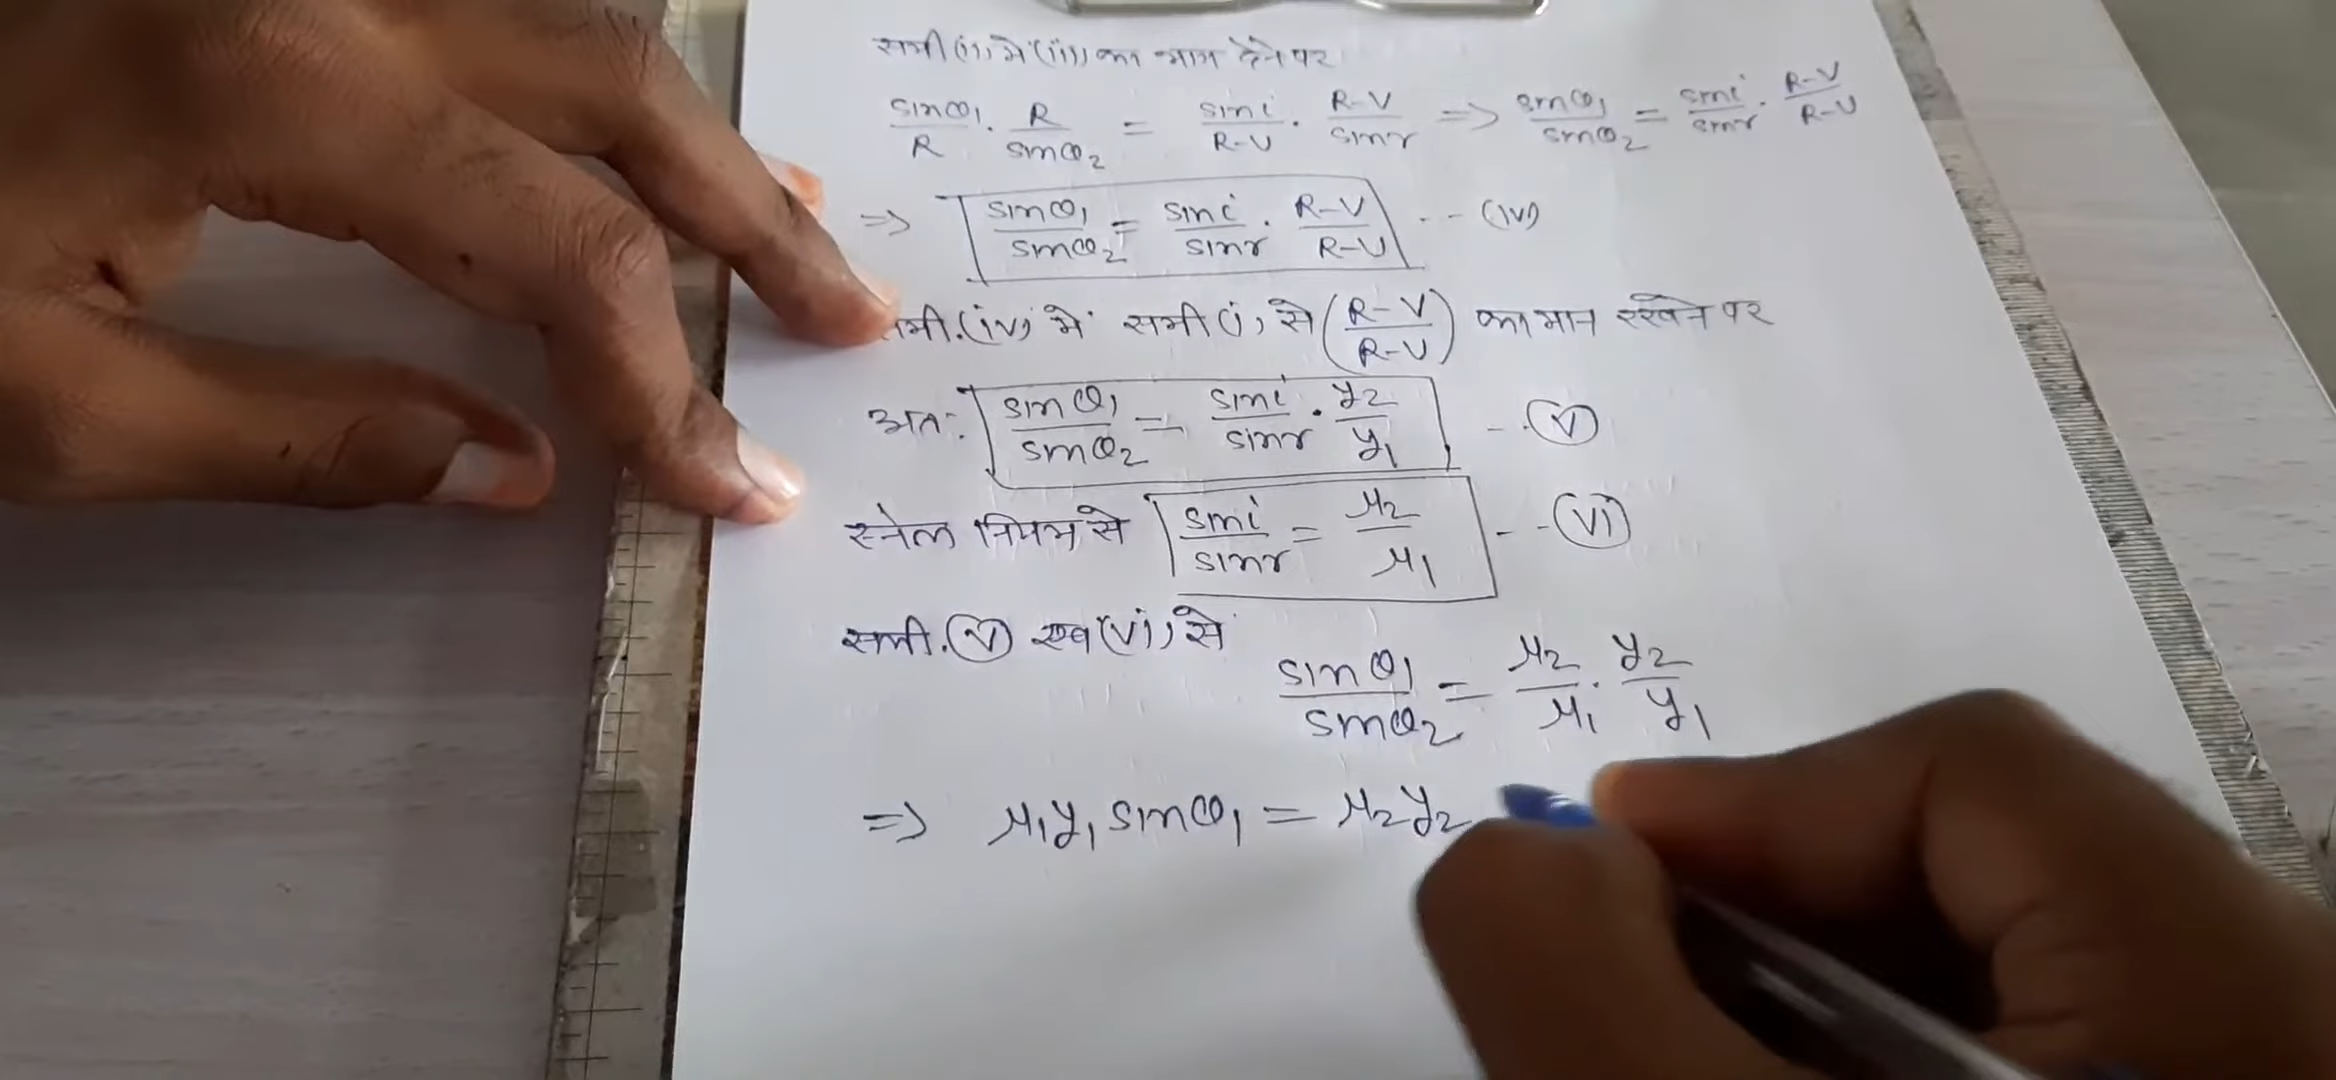 समी (ii) में (iii) का भाग देने पर
sinθ₁/R · R/sinθ₂ = sini/R-U · R-V/sinr => sinθ₁/sinθ₂ = sini/sinr · R-V/R-U
=> sinθ₁/sinθ₂ = sini/sinr · R-V/R-U -- (iv)
मी.(iv) में समी (i) से (R-V/R-U) का मान रखने पर
अतः sinθ₁/sinθ₂ = sini/sinr · y₂/y₁ -- (V)
स्नेल नियम से sini/sinr = μ₂/μ₁ -- (Vi)
समी. (V) एवं (Vi) से sinθ₁/sinθ₂ = μ₂/μ₁ · y₂/y₁
=> μ₁y₁ sinθ₁ = μ₂y₂